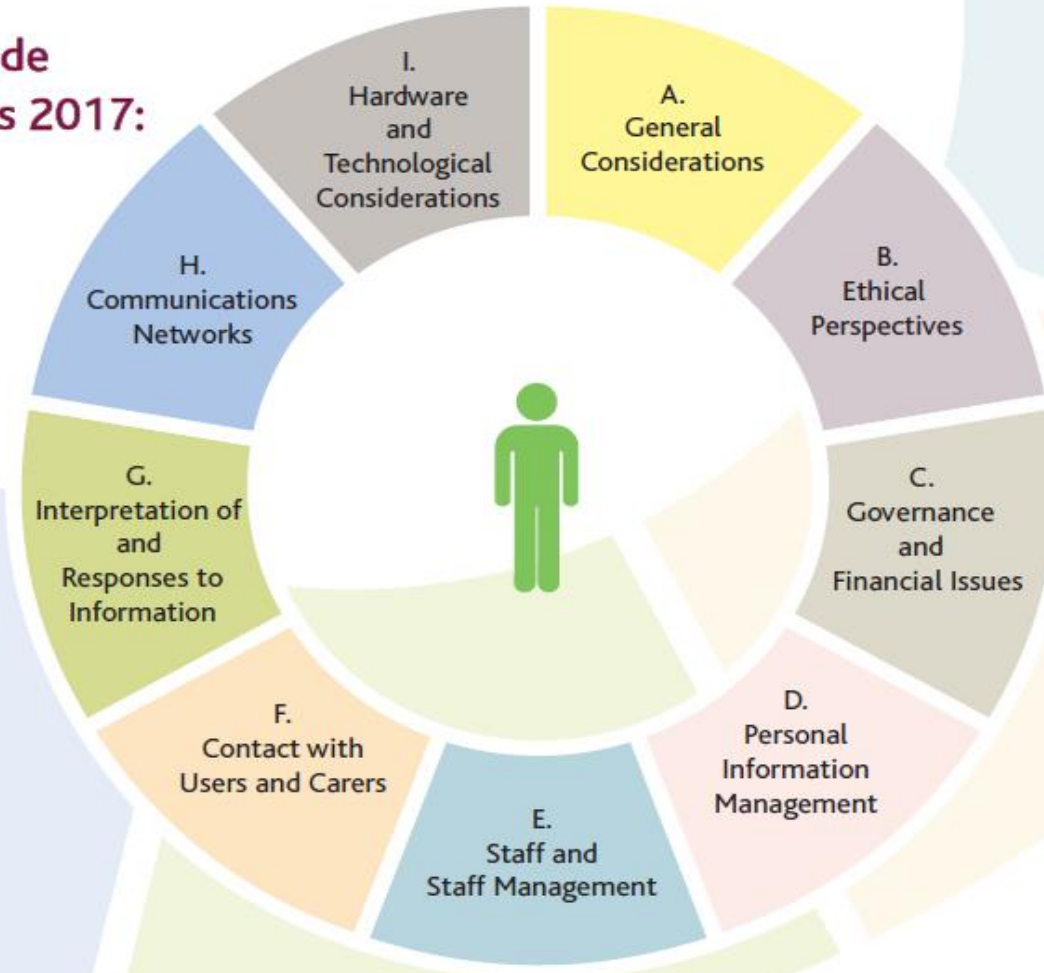 de
s 2017:
A.
General
Considerations
B.
Ethical
Perspectives
C.
Governance
and
Financial Issues
D.
Personal
Information
Management
E.
Staff and
Staff Management
F.
Contact with
Users and Carers
G.
Interpretation of
and
Responses to
Information
H.
Communications
Networks
I.
Hardware
and
Technological
Considerations